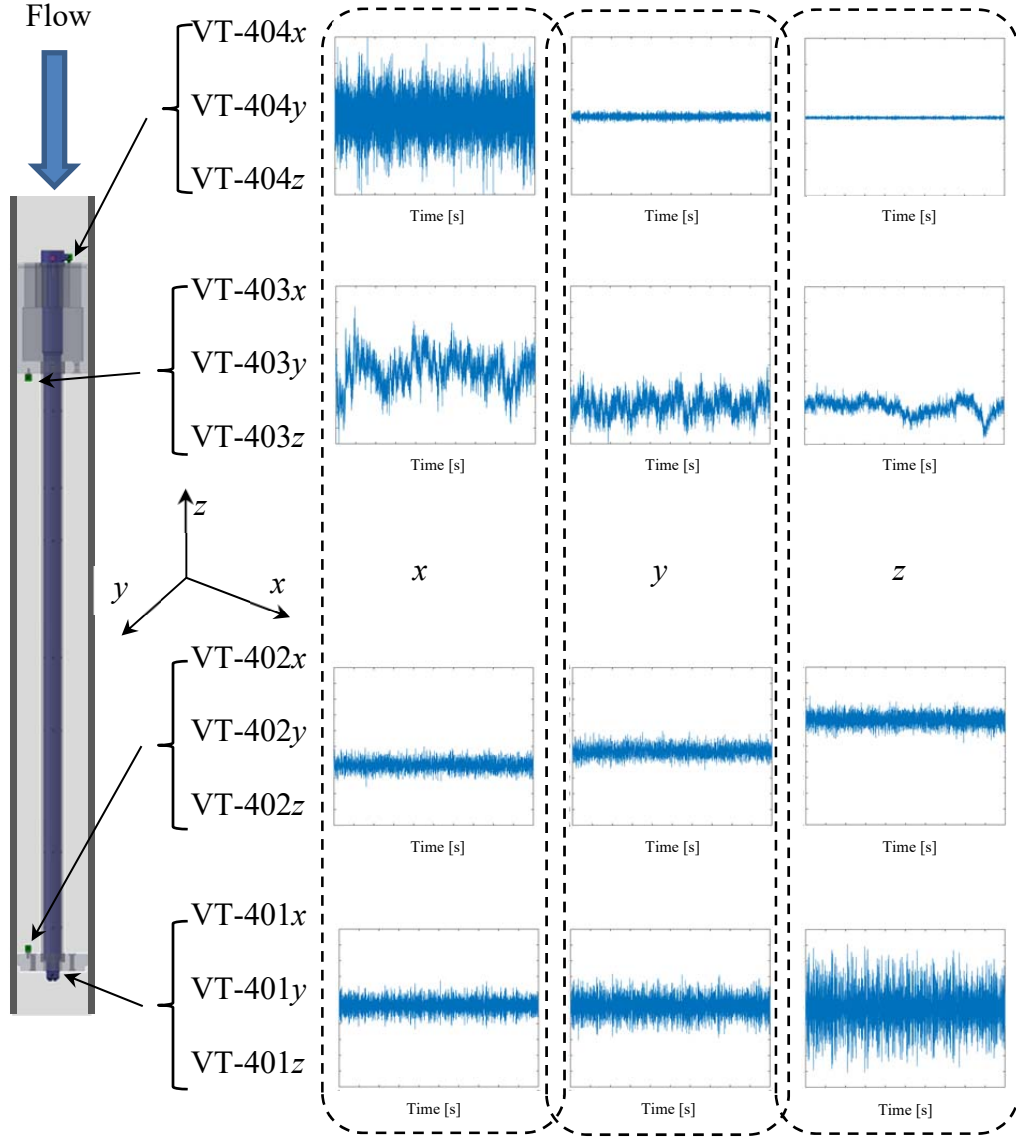 Flow
VT-404x
VT-404y
VT-404z
Time [s]
Time [s]
Time [s]
VT-403x
VT-403y
VT-403z
Time [s]
Time [s]
Time [s]
z
y
x
x
y
z
VT-402x
VT-402y
VT-402z
Time [s]
Time [s]
Time [s]
VT-401x
VT-401y
VT-401z
Time [s]
Time [s]
Time [s]